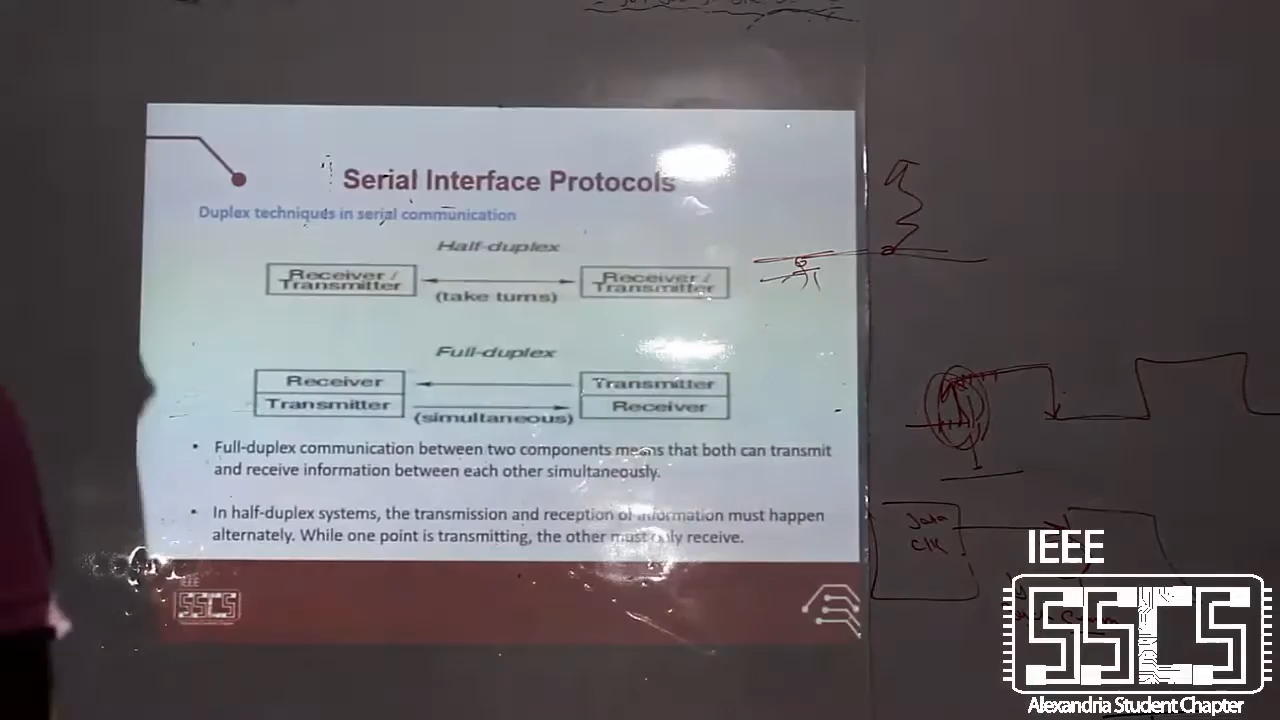 Serial Interface Protocols
Duplex techniques in serial communication
Half-duplex
Receiver / Transmitter
(take turns)
Receiver / Transmitter
Full-duplex
Receiver
Transmitter
Transmitter
(simultaneous)
Receiver
• Full-duplex communication between two components means that both can transmit
and receive information between each other simultaneously.
• In half-duplex systems, the transmission and reception of information must happen
alternately. While one point is transmitting, the other must only receive.
IEEE
SSCS
Data
Clk
IEEE
SSCS
Alexandria Student Chapter